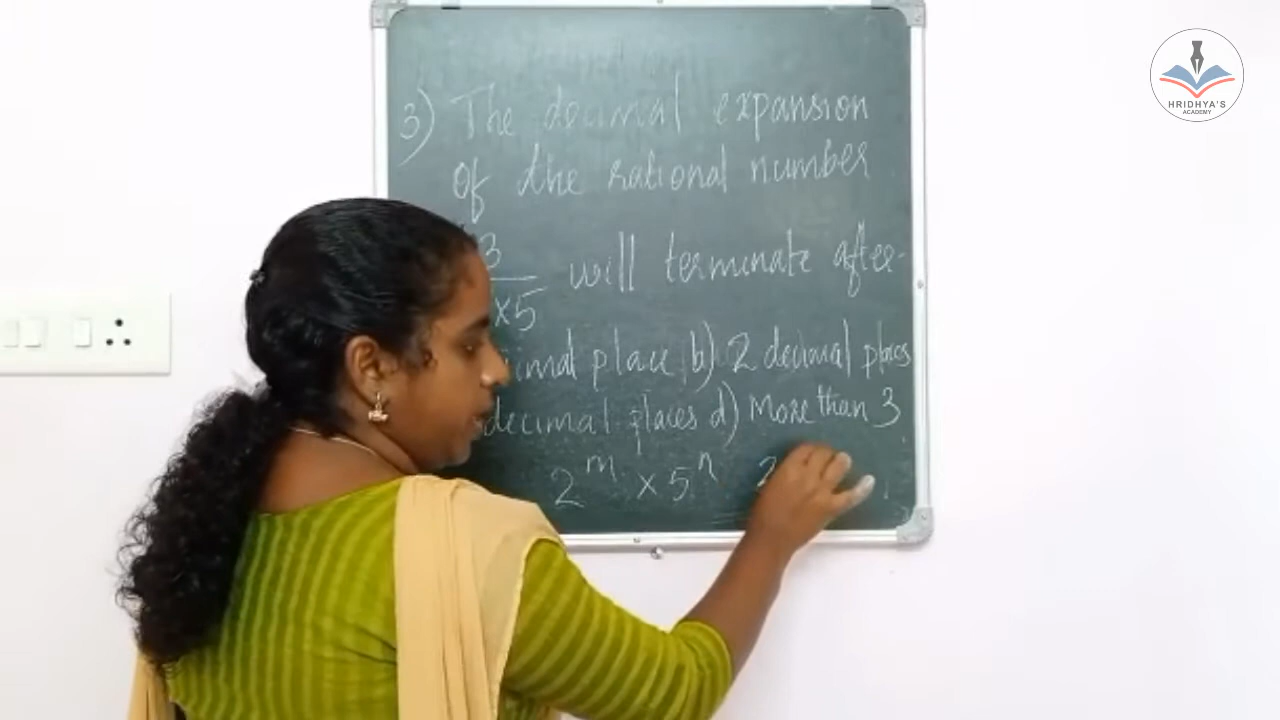 3) The decimal expansion
of the rational number
3 will terminate after
×5
place b) 2 decimal places
decimal places d) More than 3
2^m × 5^n 2
HRIDHYA'S
ACADEMY